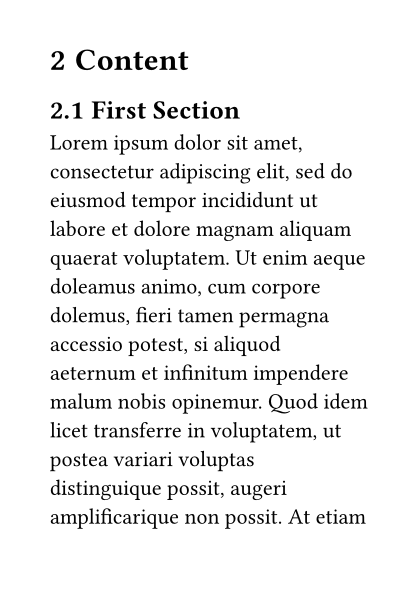 2 Content
2.1 First Section
Lorem ipsum dolor sit amet,
consectetur adipiscing elit, sed do
eiusmod tempor incididunt ut
labore et dolore magnam aliquam
quaerat voluptatem. Ut enim aeque
doleamus animo, cum corpore
dolemus, fieri tamen permagna
accessio potest, si aliquod
aeternum et infinitum impendere
malum nobis opinemur. Quod idem
licet transferre in voluptatem, ut
postea variari voluptas
distinguique possit, augeri
amplificarique non possit. At etiam